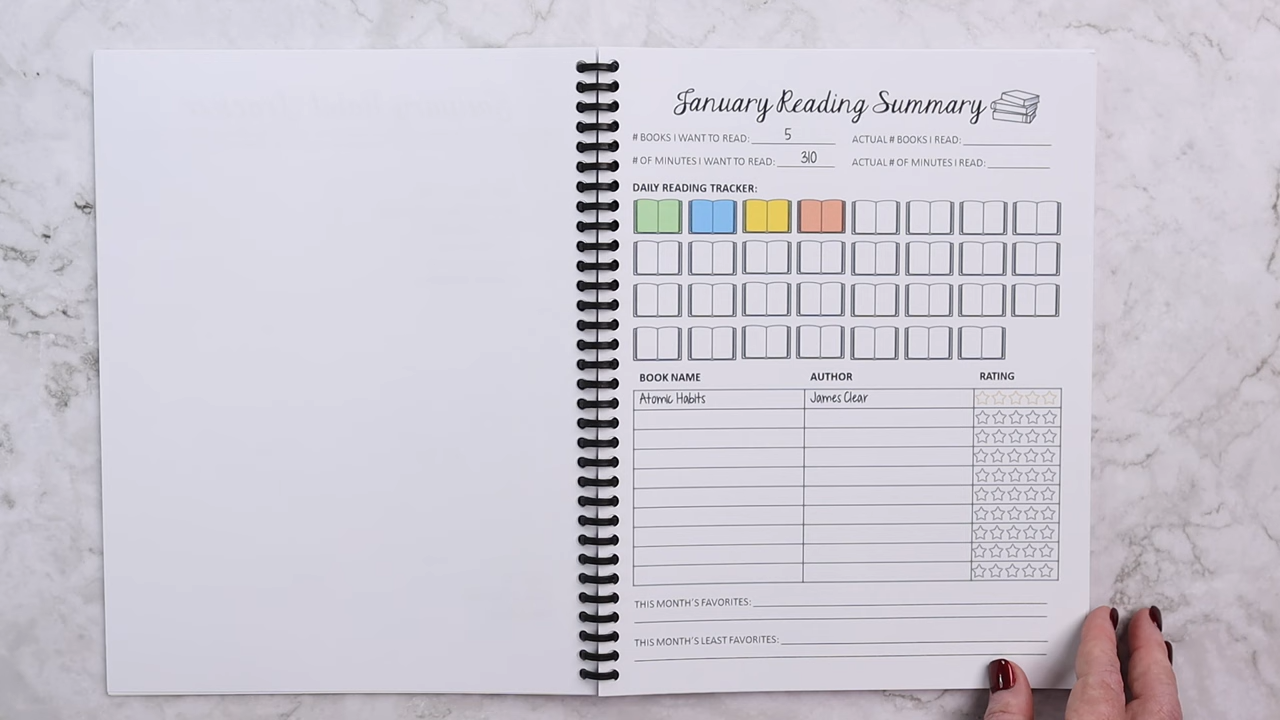 January Reading Summary
# BOOKS I WANT TO READ: 5 ACTUAL # BOOKS I READ:
# OF MINUTES I WANT TO READ: 310 ACTUAL # OF MINUTES I READ:
DAILY READING TRACKER:
BOOK NAME AUTHOR RATING
Atomic Habits James Clear
THIS MONTH'S FAVORITES:
THIS MONTH'S LEAST FAVORITES: